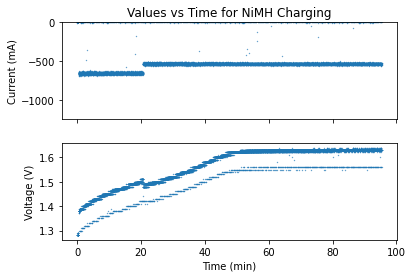 Values vs Time for NiMH Charging
0
−500
−1000
Current (mA)
1.6
1.5
1.4
1.3
Voltage (V)
0 20 40 60 80 100
Time (min)